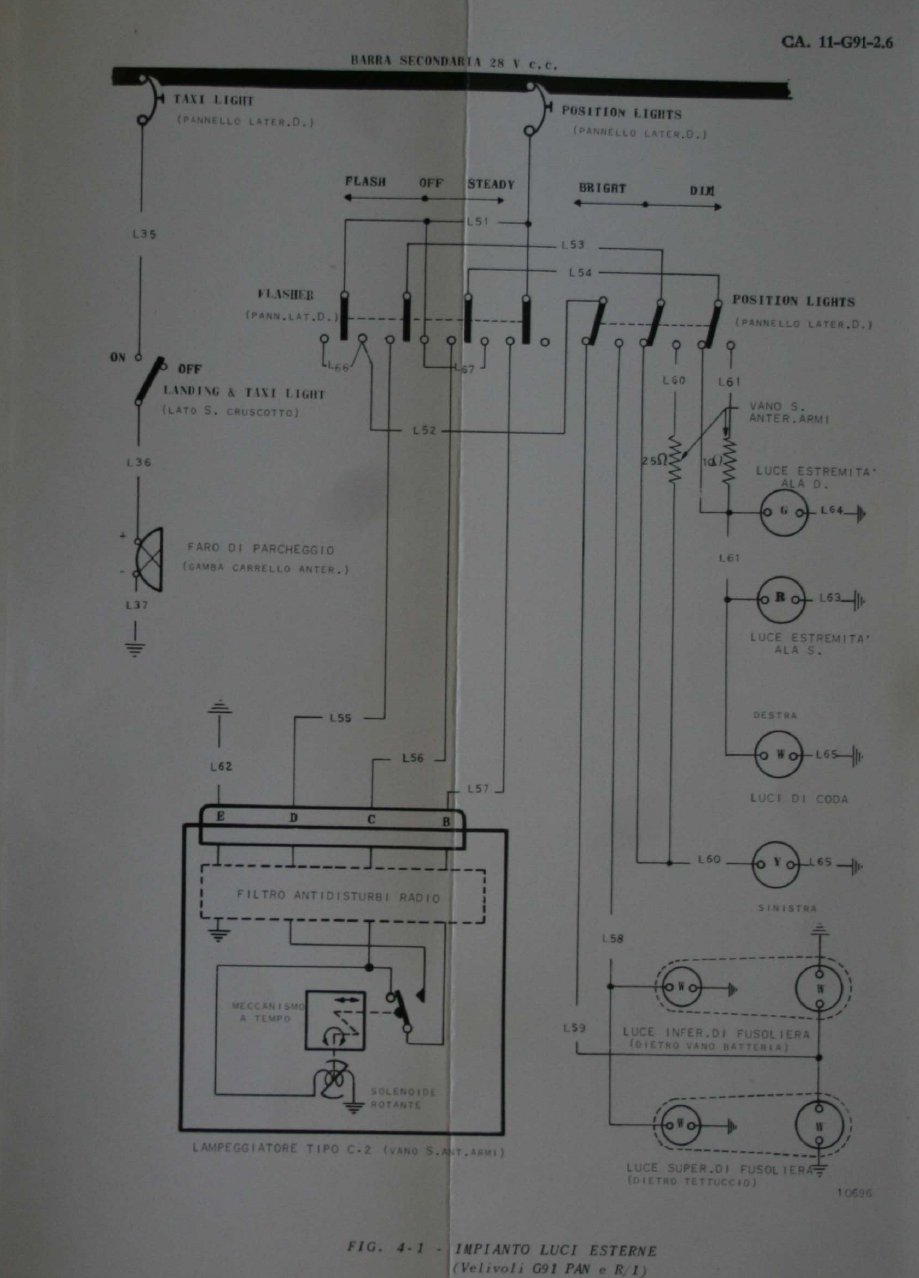 CA. 11-G91-2.6
BARRA SECONDARIA 28 V c.c.
TAXI LIGHT
(PANNELLO LATER.D.)
POSITION LIGHTS
(PANNELLO LATER.D.)
FLASH OFF STEADY
BRIGHT DIM
L51
L35
L53
L54
FLASHER
(PANN.LAT.D.)
POSITION LIGHTS
(PANNELLO LATER.D.)
ON
OFF
L66
L67
LANDING & TAXI LIGHT
(LATO S. CRUSCOTTO)
L60
L61
VANO S.
ANTER.ARMI
L52
L36
25Ω
1Ω
LUCE ESTREMITA'
ALA D.
G
L64
+
FARO DI PARCHEGGIO
(GAMBA CARRELLO ANTER.)
-
L61
L37
R
L63
LUCE ESTREMITA'
ALA S.
L55
DESTRA
L62
L56
W
L65
L57
LUCI DI CODA
E D C B
L60
Y
L65
FILTRO ANTIDISTURBI RADIO
SINISTRA
L58
W
W
MECCANISMO
A TEMPO
L59
LUCE INFER.DI FUSOLIERA
(DIETRO VANO BATTERIA)
SOLENOIDE
ROTANTE
W
W
LAMPEGGIATORE TIPO C-2 (VANO S.ANT.ARMI)
LUCE SUPER.DI FUSOLIERA
(DIETRO TETTUCCIO)
10696
FIG. 4-1 - IMPIANTO LUCI ESTERNE
(Velivoli G91 PAN e R/1)